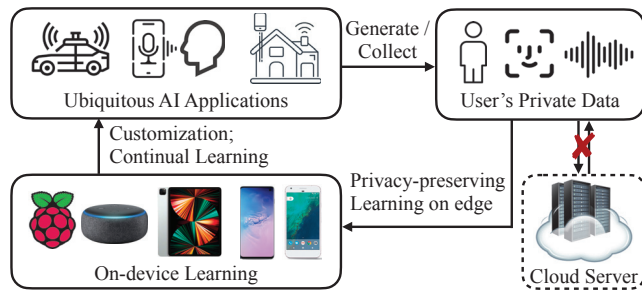 Ubiquitous AI Applications
Generate /
Collect
User's Private Data
Customization;
Continual Learning
Privacy-preserving
Learning on edge
On-device Learning
Cloud Server